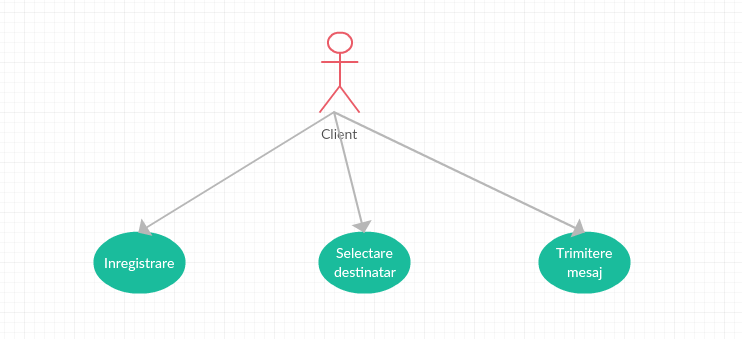 Client
Inregistrare
Selectare
destinatar
Trimitere
mesaj